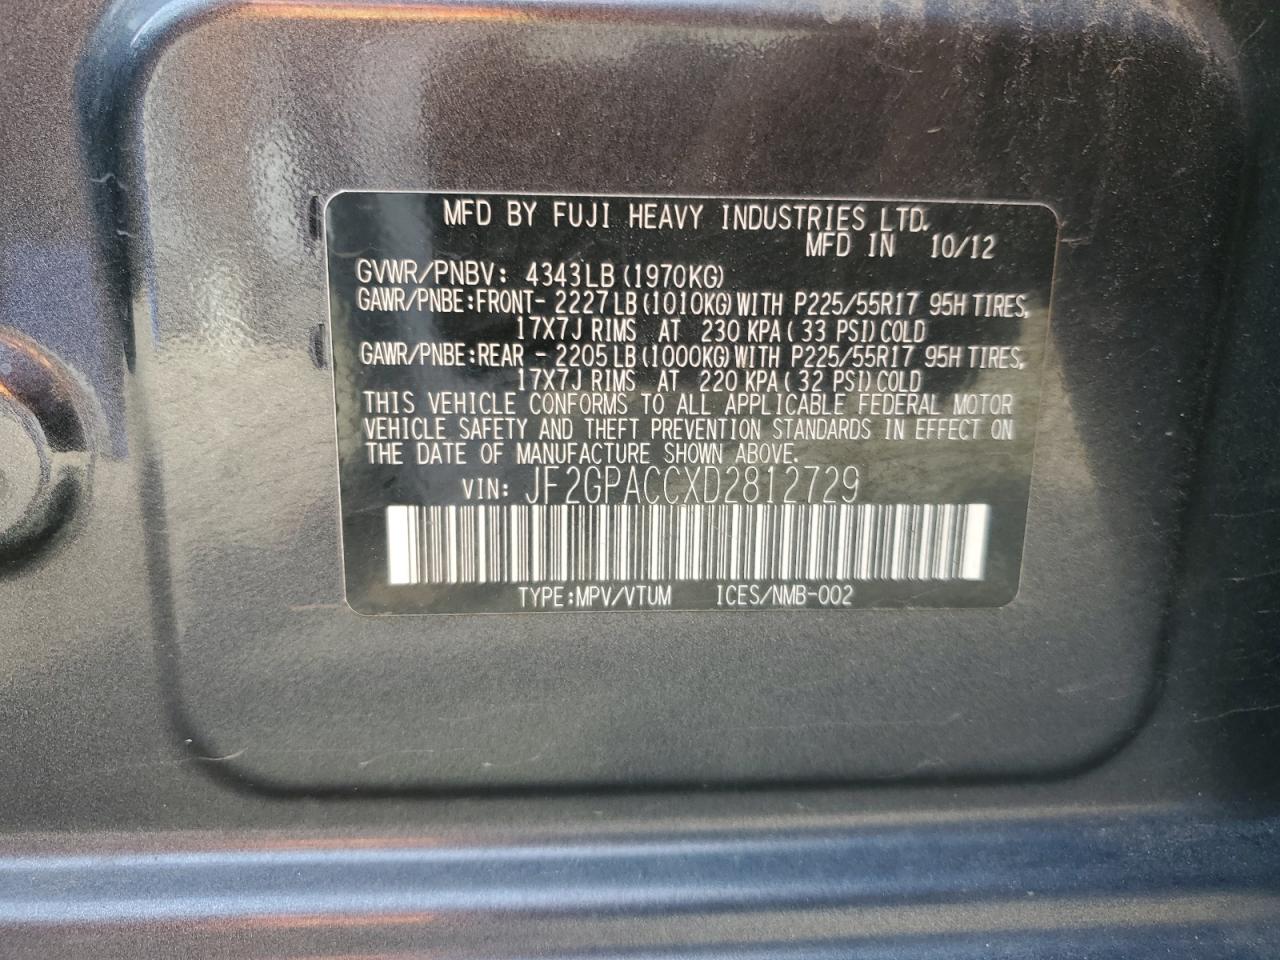 MFD BY FUJI HEAVY INDUSTRIES LTD.
MFD IN 10/12
GVWR/PNBV: 4343LB (1970KG)
GAWR/PNBE:FRONT- 2227LB (1010KG) WITH P225/55R17 95H TIRES,
17X7J RIMS AT 230 KPA ( 33 PSI) COLD
GAWR/PNBE:REAR - 2205LB (1000KG) WITH P225/55R17 95H TIRES,
17X7J RIMS AT 220 KPA ( 32 PSI) COLD
THIS VEHICLE CONFORMS TO ALL APPLICABLE FEDERAL MOTOR
VEHICLE SAFETY AND THEFT PREVENTION STANDARDS IN EFFECT ON
THE DATE OF MANUFACTURE SHOWN ABOVE.
VIN: JF2GPACCXD2812729
TYPE:MPV/VTUM ICES/NMB-002